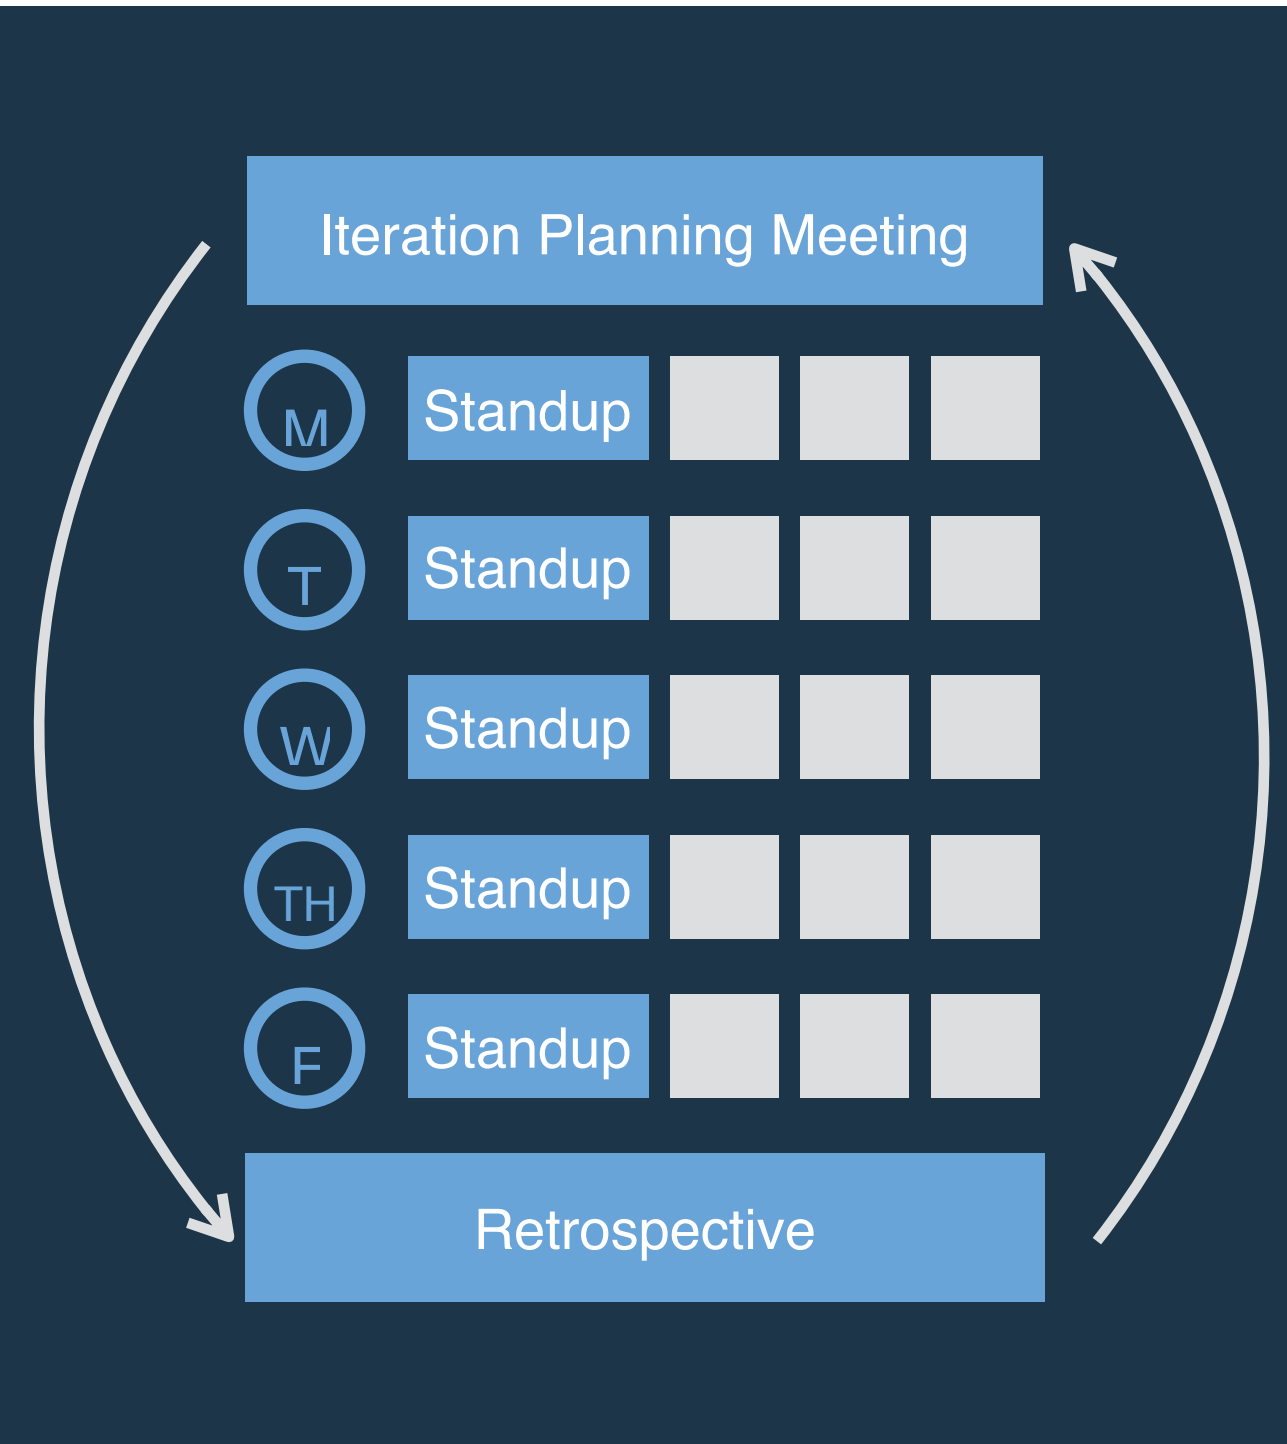 Iteration Planning Meeting
M Standup
T Standup
W Standup
TH Standup
F Standup
Retrospective